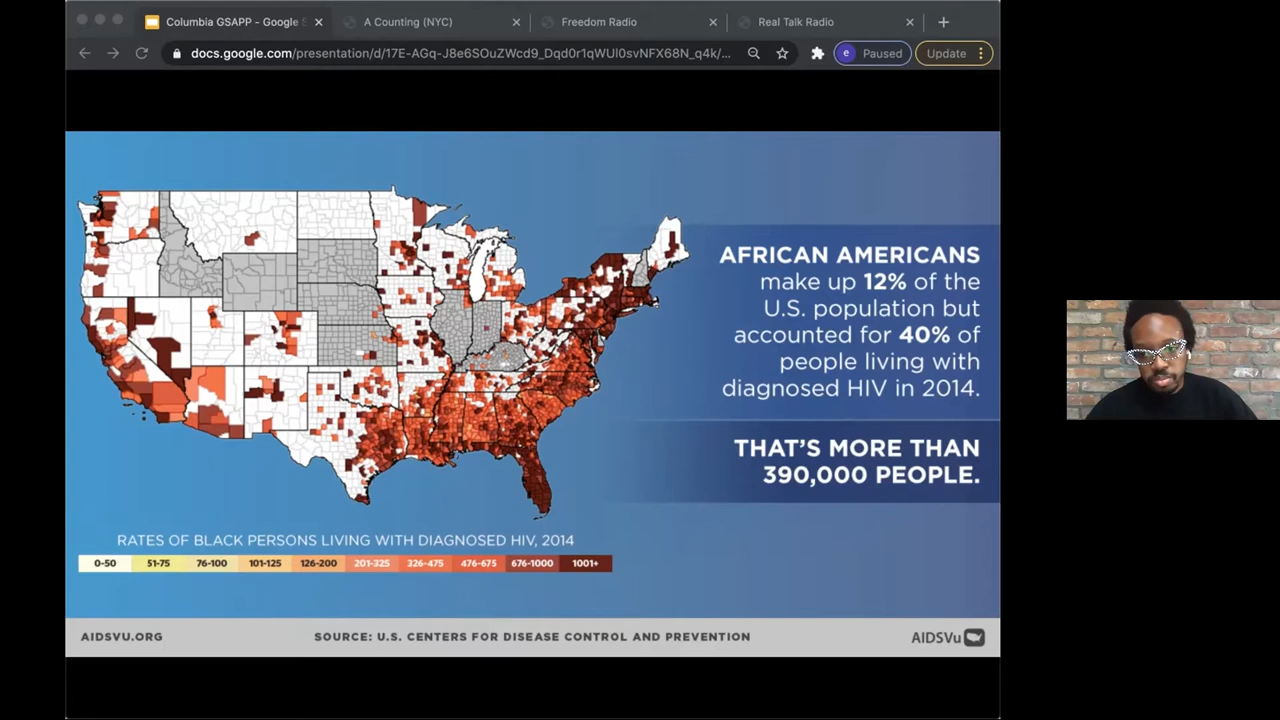 Columbia GSAPP - Google S
A Counting (NYC)
Freedom Radio
Real Talk Radio
docs.google.com/presentation/d/17E-AGq-J8e6SOuZWcd9_Dqd0r1qWUl0svNFX68N_q4k/...
e
Paused
Update
AFRICAN AMERICANS
make up 12% of the
U.S. population but
accounted for 40% of
people living with
diagnosed HIV in 2014.
THAT'S MORE THAN
390,000 PEOPLE.
RATES OF BLACK PERSONS LIVING WITH DIAGNOSED HIV, 2014
0-50 51-75 76-100 101-125 126-200 201-325 326-475 476-675 676-1000 1001+
AIDSVU.ORG
SOURCE: U.S. CENTERS FOR DISEASE CONTROL AND PREVENTION
AIDSVu